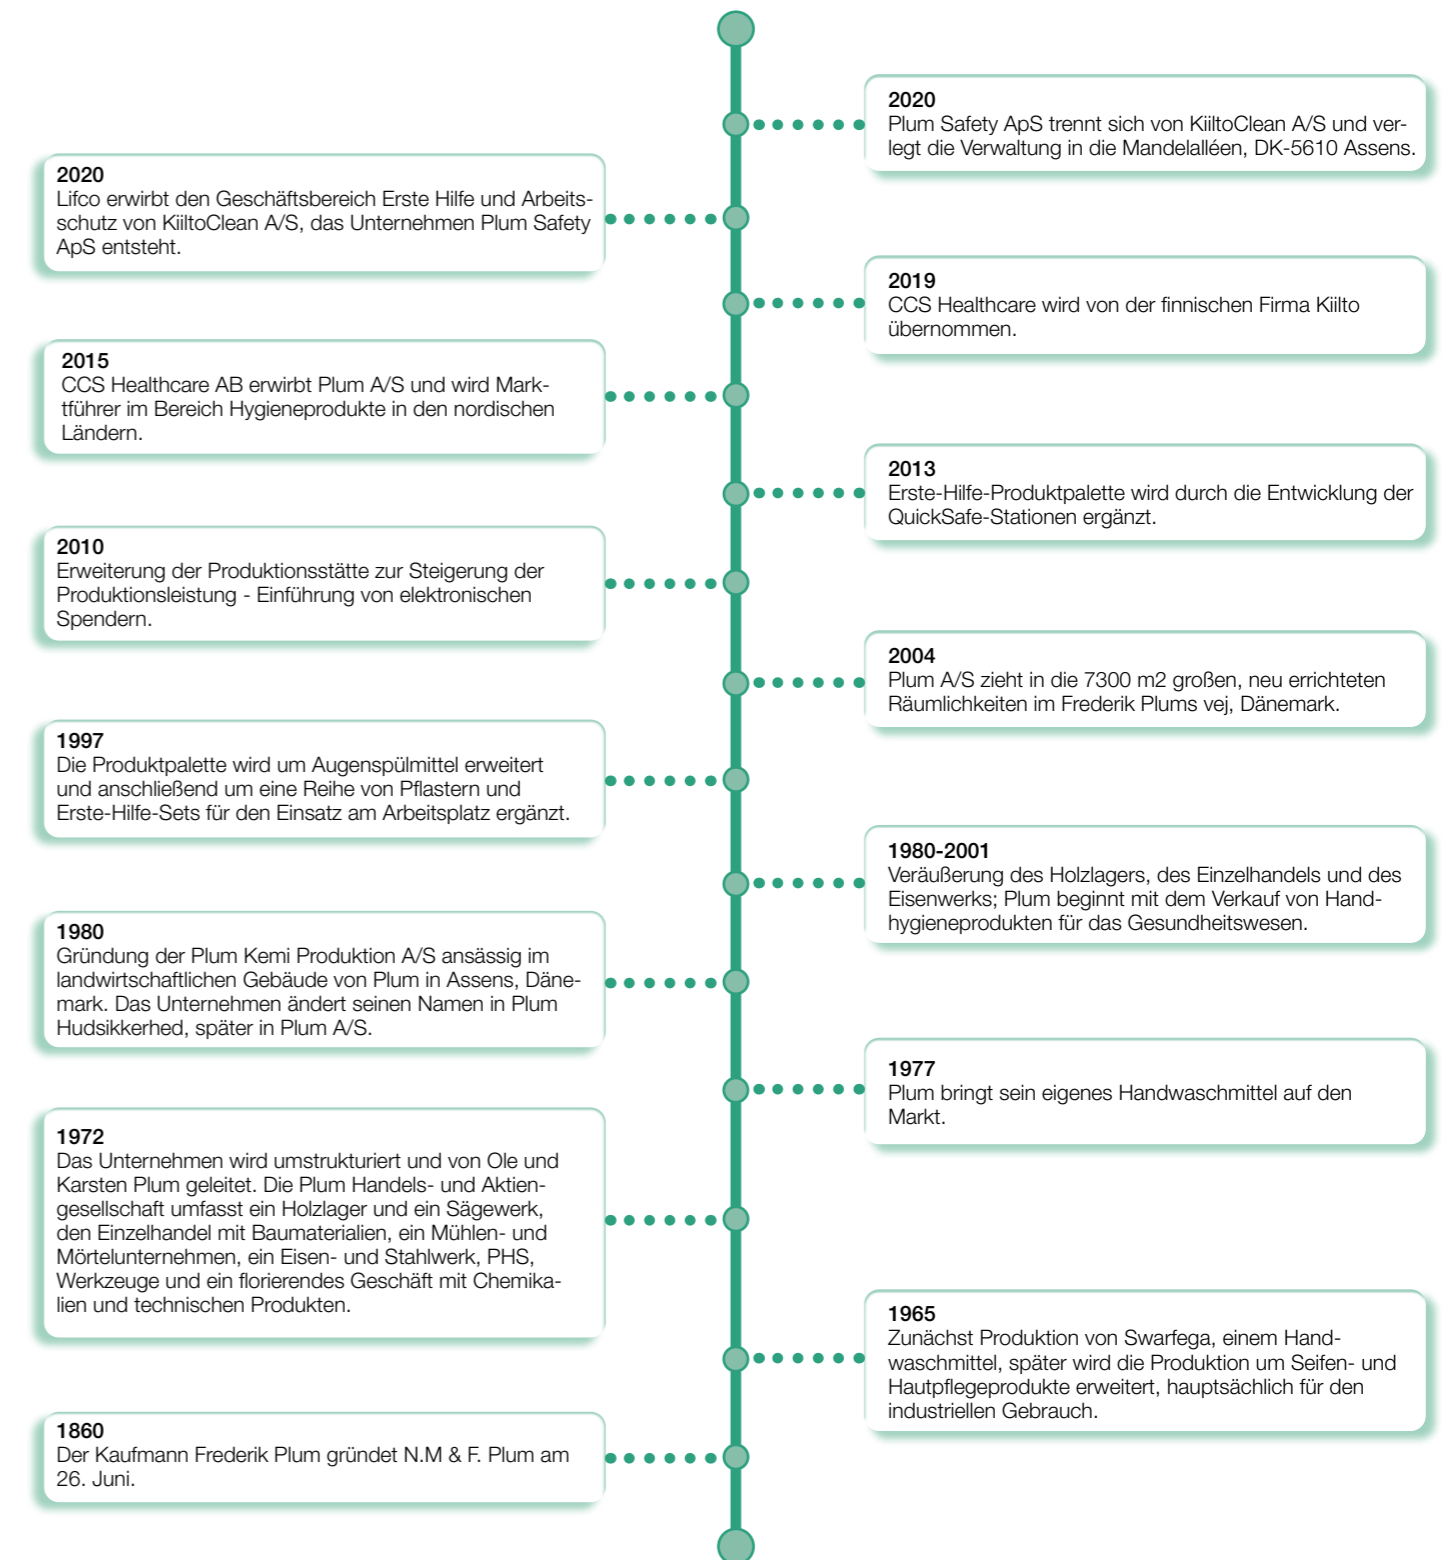 2020
Plum Safety ApS trennt sich von KiiltoClean A/S und ver-
legt die Verwaltung in die Mandelalléen, DK-5610 Assens.
2020
Lifco erwirbt den Geschäftsbereich Erste Hilfe und Arbeits-
schutz von KiiltoClean A/S, das Unternehmen Plum Safety
ApS entsteht.
2019
CCS Healthcare wird von der finnischen Firma Kiilto
übernommen.
2015
CCS Healthcare AB erwirbt Plum A/S und wird Mark-
tführer im Bereich Hygieneprodukte in den nordischen
Ländern.
2013
Erste-Hilfe-Produktpalette wird durch die Entwicklung der
QuickSafe-Stationen ergänzt.
2010
Erweiterung der Produktionsstätte zur Steigerung der
Produktionsleistung - Einführung von elektronischen
Spendern.
2004
Plum A/S zieht in die 7300 m2 großen, neu errichteten
Räumlichkeiten im Frederik Plums vej, Dänemark.
1997
Die Produktpalette wird um Augenspülmittel erweitert
und anschließend um eine Reihe von Pflastern und
Erste-Hilfe-Sets für den Einsatz am Arbeitsplatz ergänzt.
1980-2001
Veräußerung des Holzlagers, des Einzelhandels und des
Eisenwerks; Plum beginnt mit dem Verkauf von Hand-
hygieneprodukten für das Gesundheitswesen.
1980
Gründung der Plum Kemi Produktion A/S ansässig im
landwirtschaftlichen Gebäude von Plum in Assens, Däne-
mark. Das Unternehmen ändert seinen Namen in Plum
Hudsikkerhed, später in Plum A/S.
1977
Plum bringt sein eigenes Handwaschmittel auf den
Markt.
1972
Das Unternehmen wird umstrukturiert und von Ole und
Karsten Plum geleitet. Die Plum Handels- und Aktien-
gesellschaft umfasst ein Holzlager und ein Sägewerk,
den Einzelhandel mit Baumaterialien, ein Mühlen- und
Mörtelunternehmen, ein Eisen- und Stahlwerk, PHS,
Werkzeuge und ein florierendes Geschäft mit Chemika-
lien und technischen Produkten.
1965
Zunächst Produktion von Swarfega, einem Hand-
waschmittel, später wird die Produktion um Seifen- und
Hautpflegeprodukte erweitert, hauptsächlich für den
industriellen Gebrauch.
1860
Der Kaufmann Frederik Plum gründet N.M & F. Plum am
26. Juni.